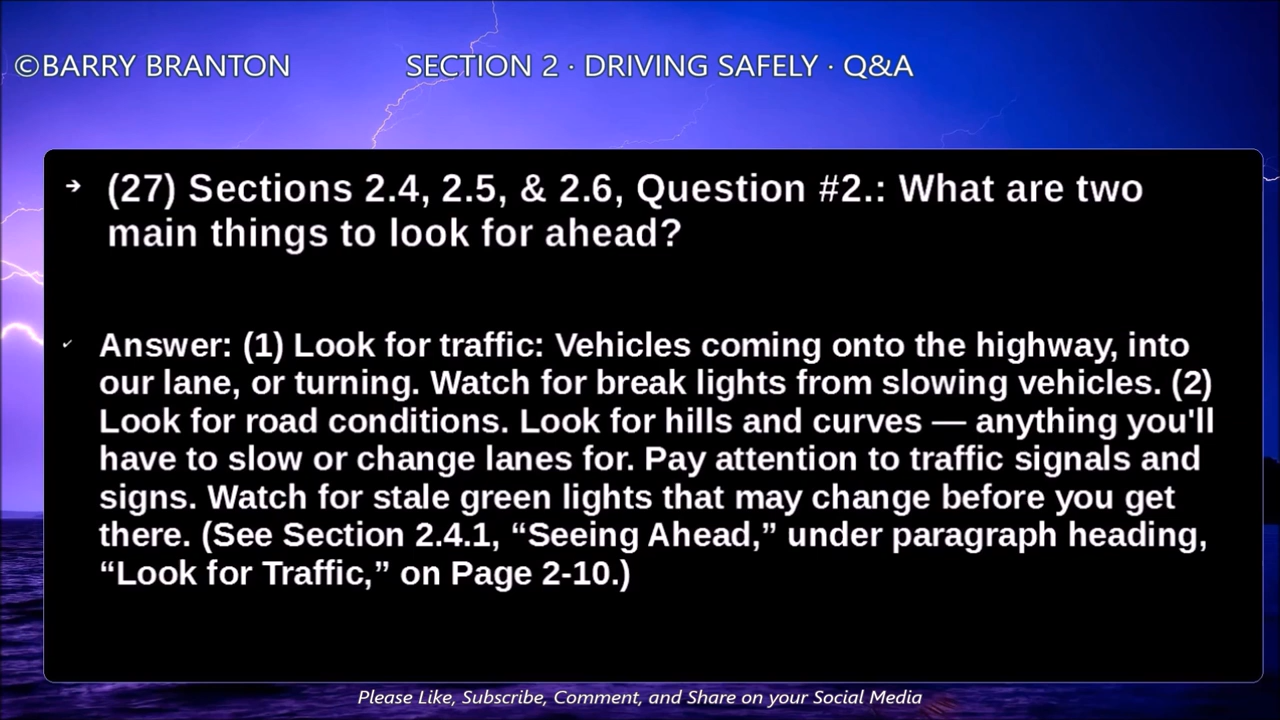 ©BARRY BRANTON
SECTION 2 · DRIVING SAFELY · Q&A
➔ (27) Sections 2.4, 2.5, & 2.6, Question #2.: What are two
main things to look for ahead?
✓ Answer: (1) Look for traffic: Vehicles coming onto the highway, into
our lane, or turning. Watch for break lights from slowing vehicles. (2)
Look for road conditions. Look for hills and curves — anything you'll
have to slow or change lanes for. Pay attention to traffic signals and
signs. Watch for stale green lights that may change before you get
there. (See Section 2.4.1, “Seeing Ahead,” under paragraph heading,
“Look for Traffic,” on Page 2-10.)
Please Like, Subscribe, Comment, and Share on your Social Media